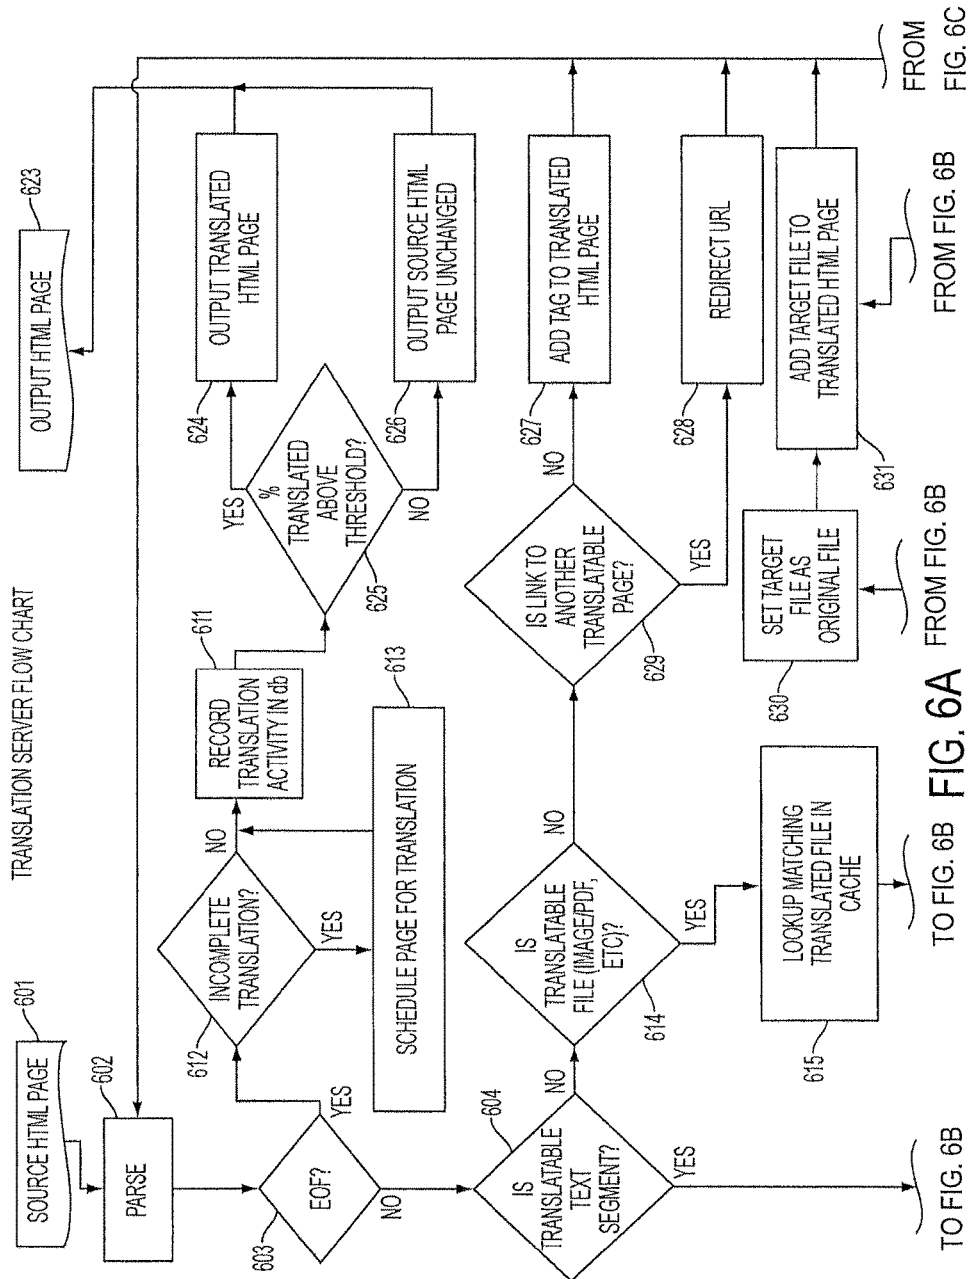 TRANSLATION SERVER FLOW CHART
SOURCE HTML PAGE
601
PARSE
602
EOF?
603
YES
NO
INCOMPLETE
TRANSLATION?
612
NO
YES
RECORD
TRANSLATION
ACTIVITY IN db
611
SCHEDULE PAGE FOR TRANSLATION
613
%
TRANSLATED
ABOVE
THRESHOLD?
625
YES
NO
OUTPUT TRANSLATED
HTML PAGE
624
OUTPUT SOURCE HTML
PAGE UNCHANGED
626
OUTPUT HTML PAGE
623
IS
TRANSLATABLE
TEXT
SEGMENT?
604
NO
YES
IS
TRANSLATABLE
FILE (IMAGE/PDF,
ETC)?
614
NO
YES
LOOKUP MATCHING
TRANSLATED FILE IN
CACHE
615
IS LINK TO
ANOTHER
TRANSLATABLE
PAGE?
629
NO
YES
ADD TAG TO TRANSLATED
HTML PAGE
627
REDIRECT URL
628
SET TARGET
FILE AS
ORIGINAL FILE
630
ADD TARGET FILE TO
TRANSLATED HTML PAGE
631
TO FIG. 6B
TO FIG. 6B
FROM FIG. 6B
FROM FIG. 6B
FROM
FIG. 6C
FIG. 6A